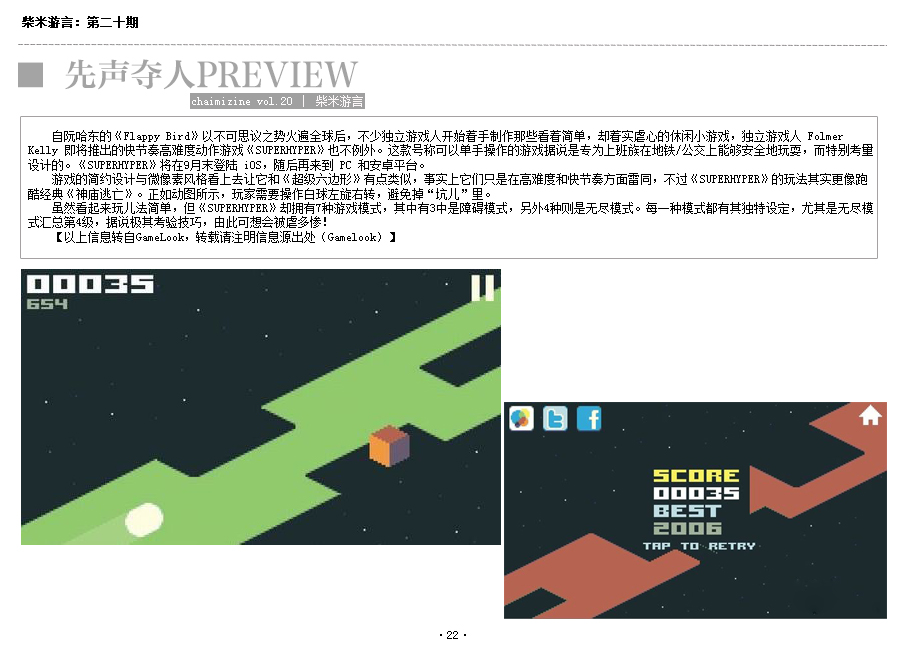 柴米游言：第二十期
先声夺人PREVIEW
chaimizine vol.20 | 柴米游言
自阮哈东的《Flappy Bird》以不可思议之势火遍全球后，不少独立游戏人开始着手制作那些看着简单，却着实虐心的休闲小游戏，独立游戏人 Folmer
Kelly 即将推出的快节奏高难度动作游戏《SUPERHYPER》也不例外。这款号称可以单手操作的游戏据说是专为上班族在地铁/公交上能够安全地玩耍，而特别考量
设计的。《SUPERHYPER》将在9月末登陆 iOS，随后再来到 PC 和安卓平台。
游戏的简约设计与微像素风格看上去让它和《超级六边形》有点类似，事实上它们只是在高难度和快节奏方面雷同，不过《SUPERHYPER》的玩法其实更像跑
酷经典《神庙逃亡》。正如动图所示，玩家需要操作白球左旋右转，避免掉“坑儿”里。
虽然看起来玩儿法简单，但《SUPERHYPER》却拥有7种游戏模式，其中有3中是障碍模式，另外4种则是无尽模式。每一种模式都有其独特设定，尤其是无尽模
式汇总第4级，据说极其考验技巧，由此可想会被虐多惨！
【以上信息转自GameLook，转载请注明信息源出处（Gamelook）】
00035
654
SCORE
00035
BEST
2006
TAP TO RETRY
·22·